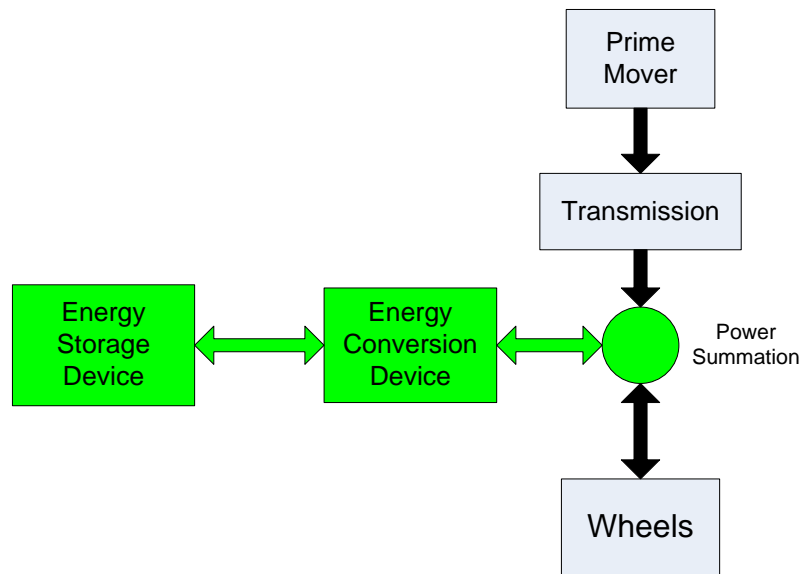 Prime
Mover
Transmission
Energy
Storage
Device
Energy
Conversion
Device
Power
Summation
Wheels